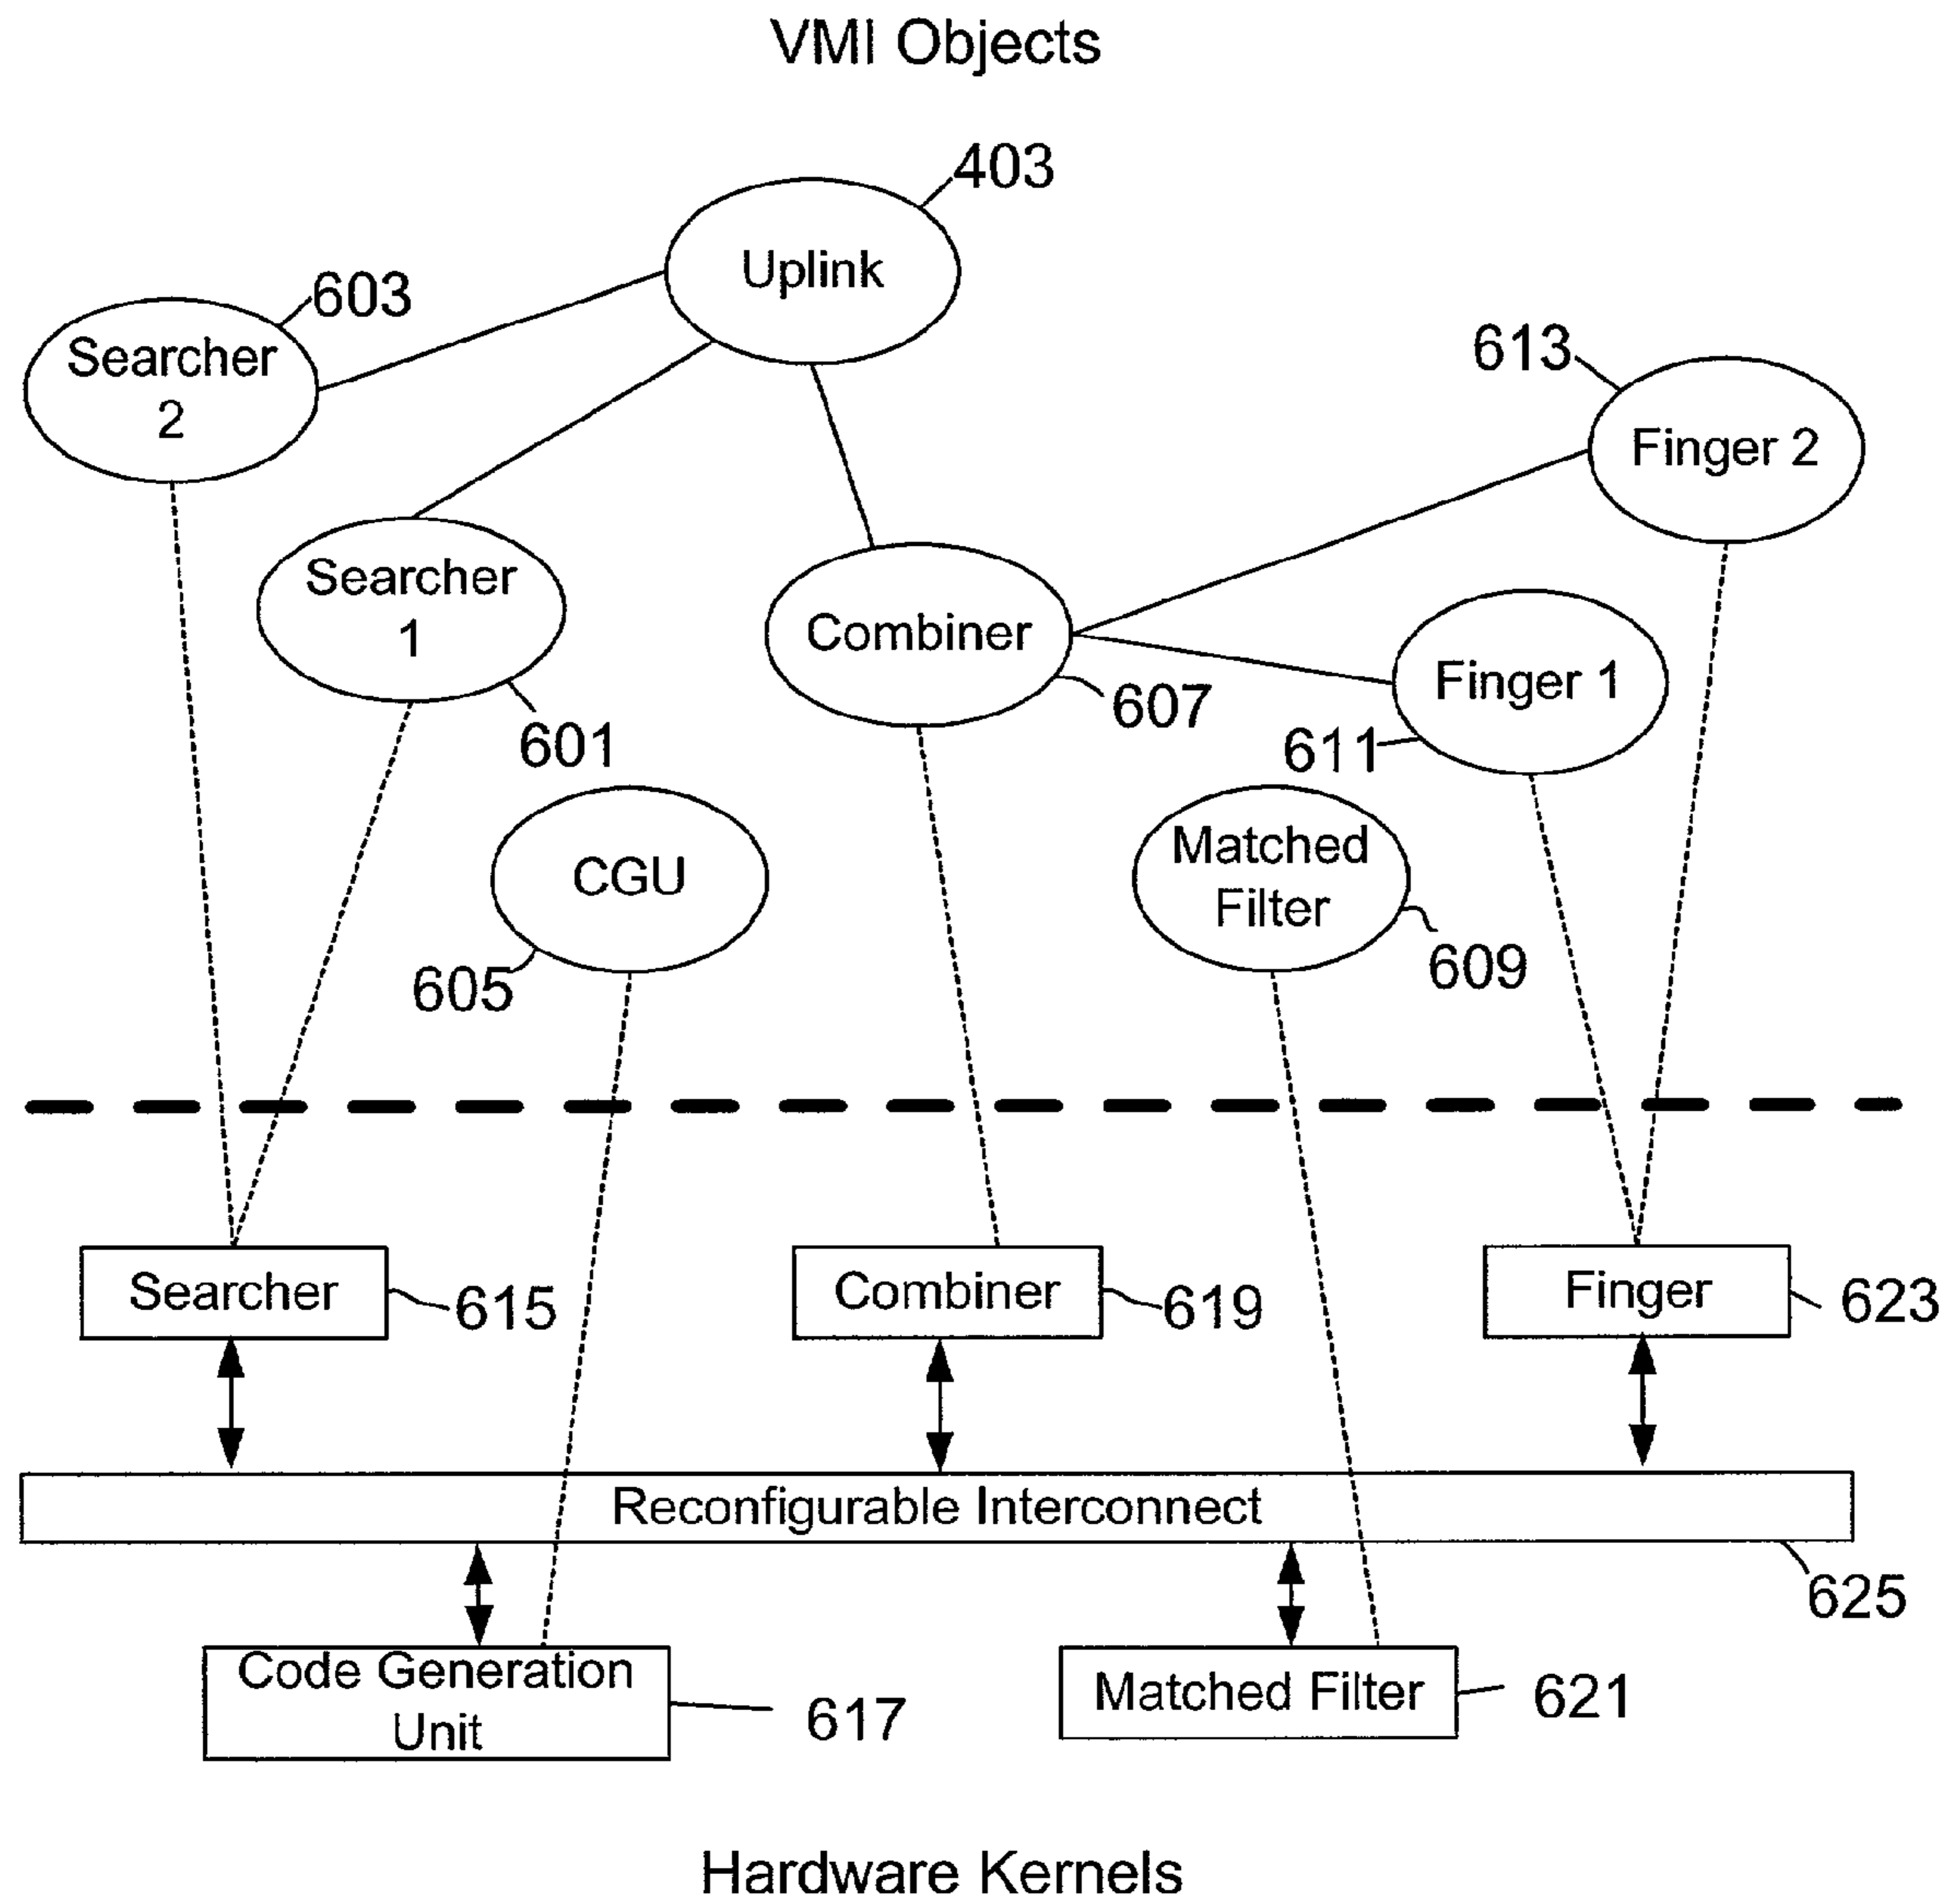 VMI Objects
403
Uplink
603
Searcher
2
613
Finger 2
Searcher
1
601
Combiner
607
Finger 1
611
CGU
605
Matched
Filter
609
Searcher
615
Combiner
619
Finger
623
Reconfigurable Interconnect
625
Code Generation
Unit
617
Matched Filter
621
Hardware Kernels